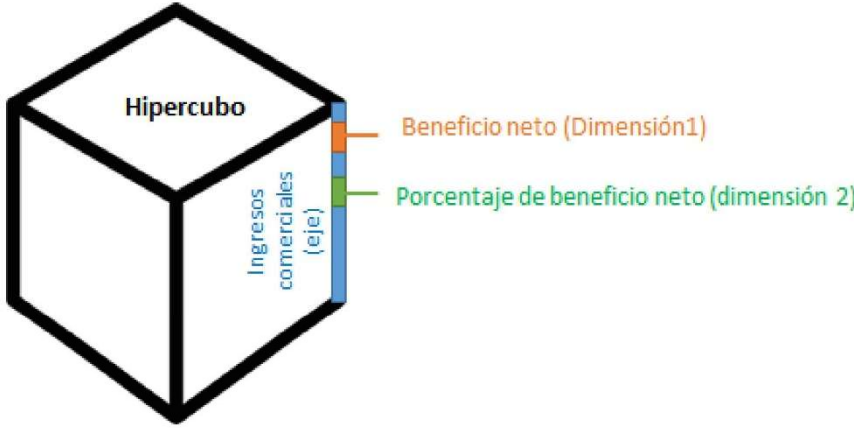 Hipercubo
Beneficio neto (Dimensión1)
Porcentaje de beneficio neto (dimensión 2)
Ingresos
comerciales
(eje)